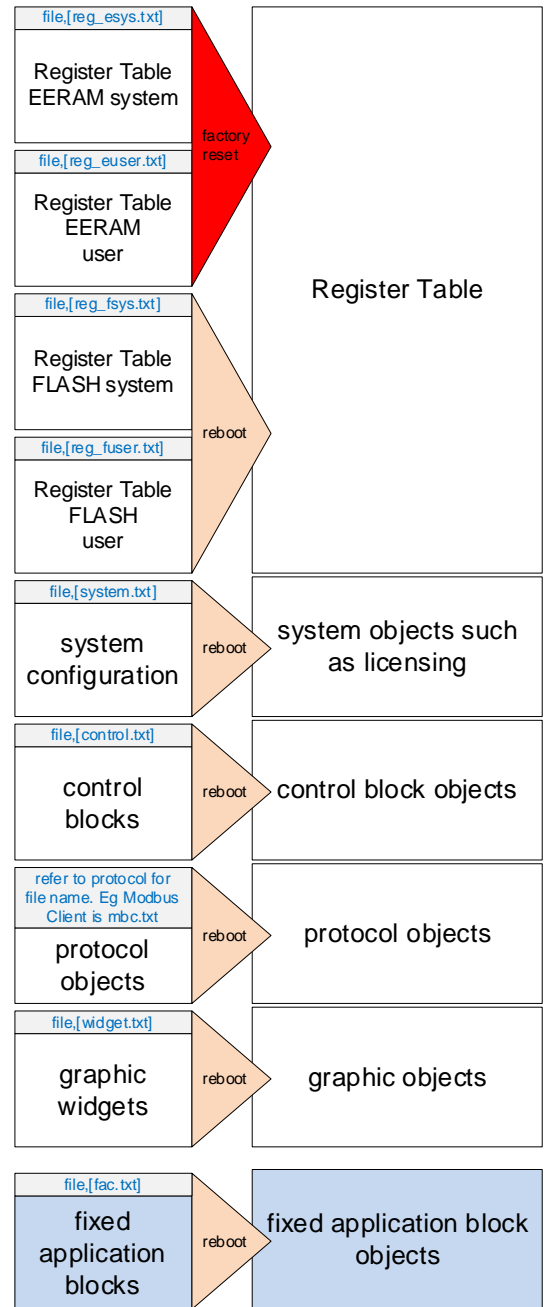 file,[reg_esys.txt]
Register Table
EERAM system
factory
reset
file,[reg_euser.txt]
Register Table
EERAM
user
Register Table
file,[reg_fsys.txt]
Register Table
FLASH system
reboot
file,[reg_fuser.txt]
Register Table
FLASH
user
file,[system.txt]
system
configuration
reboot
system objects such
as licensing
file,[control.txt]
control
blocks
reboot
control block objects
refer to protocol for
file name. Eg Modbus
Client is mbc.txt
protocol
objects
reboot
protocol objects
file,[widget.txt]
graphic
widgets
reboot
graphic objects
file,[fac.txt]
fixed
application
blocks
reboot
fixed application block
objects